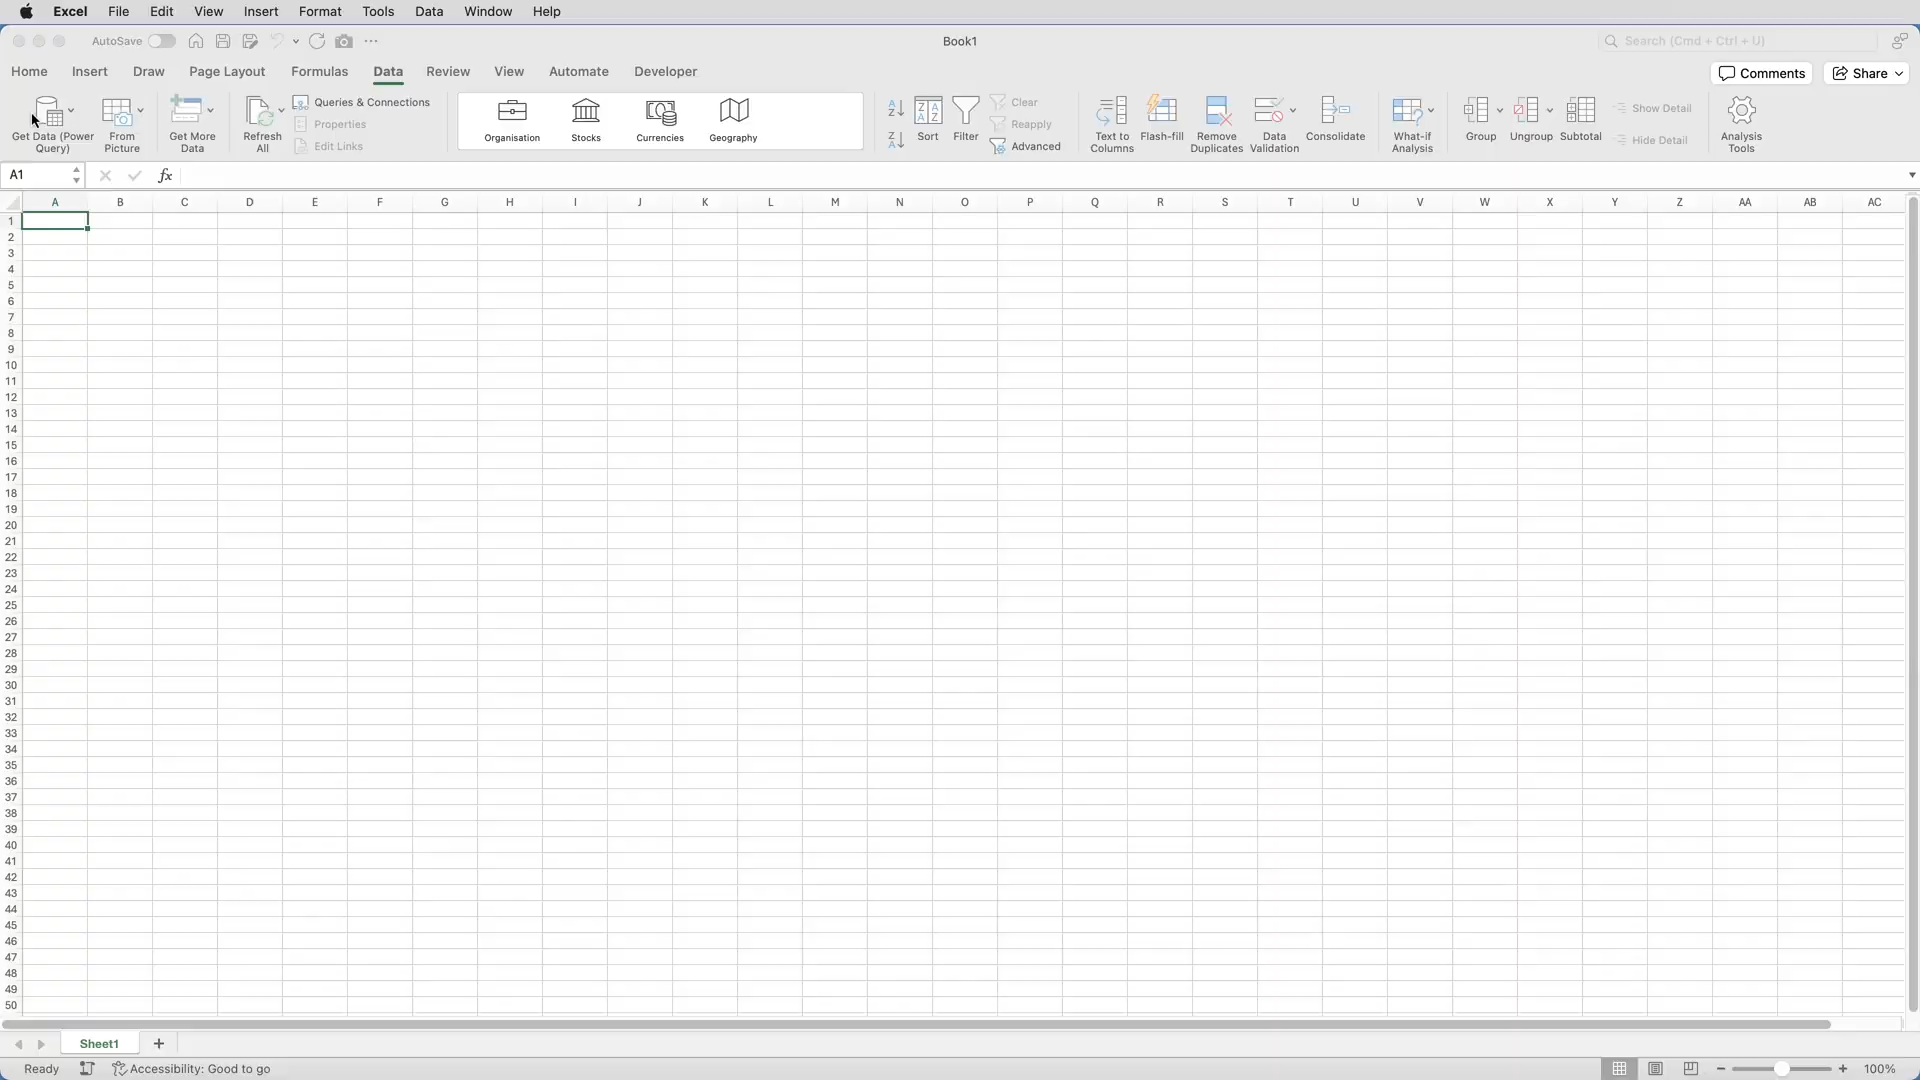 Excel File Edit View Insert Format Tools Data Window Help
AutoSave
Book1
Search (Cmd + Ctrl + U)
Home Insert Draw Page Layout Formulas Data Review View Automate Developer
Comments Share
Get Data (Power Query)
From Picture
Get More Data
Refresh All
Queries & Connections
Properties
Edit Links
Organisation
Stocks
Currencies
Geography
Sort
Filter
Clear
Reapply
Advanced
Text to Columns
Flash-fill
Remove Duplicates
Data Validation
Consolidate
What-if Analysis
Group
Ungroup
Subtotal
Show Detail
Hide Detail
Analysis Tools
A1
fx
A B C D E F G H I J K L M N O P Q R S T U V W X Y Z AA AB AC
1
2
3
4
5
6
7
8
9
10
11
12
13
14
15
16
17
18
19
20
21
22
23
24
25
26
27
28
29
30
31
32
33
34
35
36
37
38
39
40
41
42
43
44
45
46
47
48
49
50
Sheet1
Ready
Accessibility: Good to go
100%